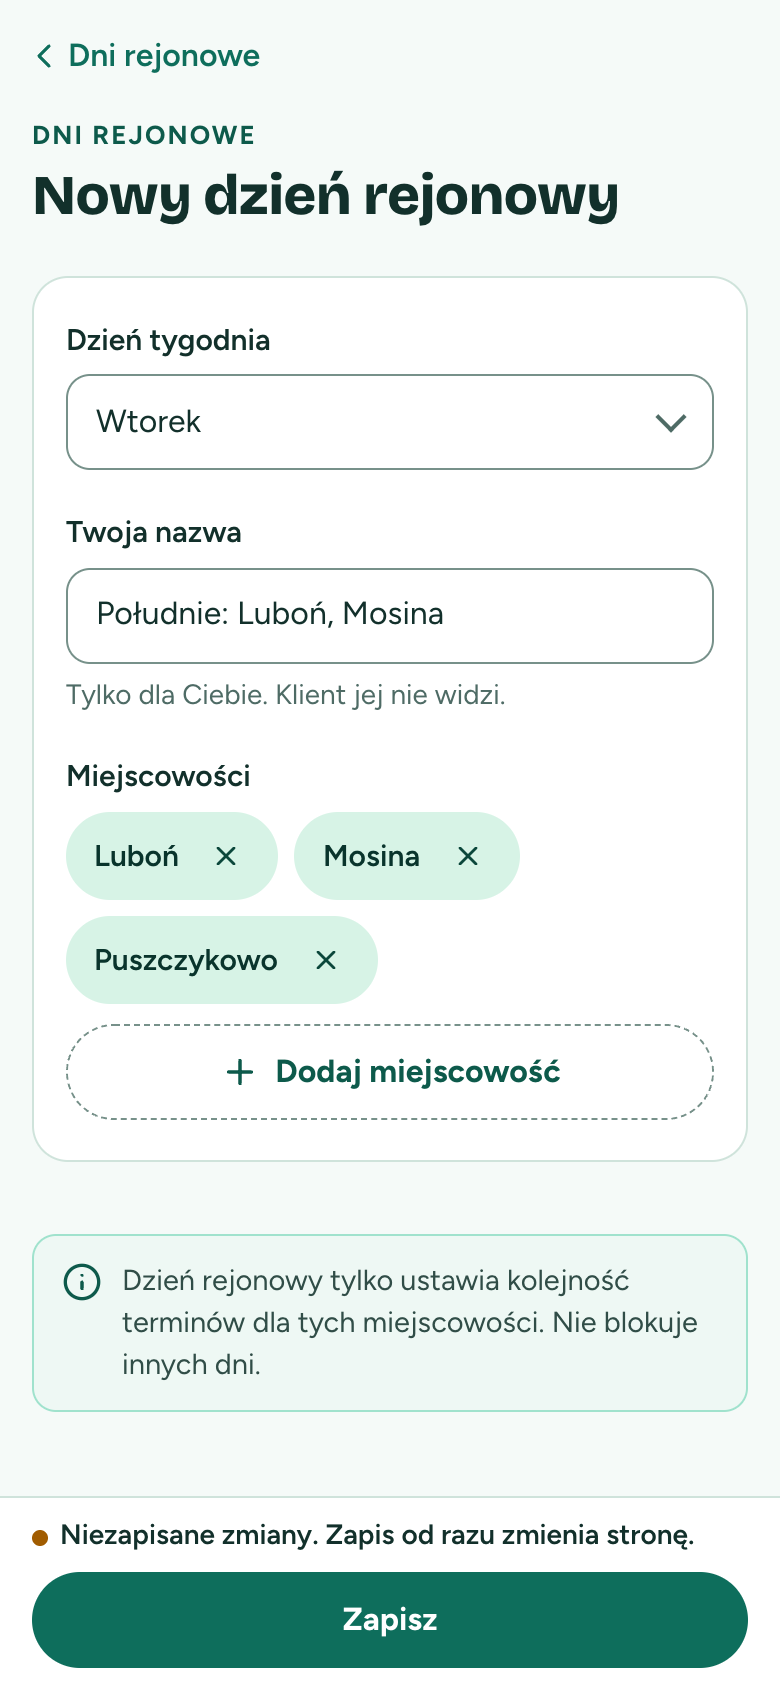 Dni rejonowe
DNI REJONOWE
Nowy dzień rejonowy
Dzień tygodnia
Wtorek
Twoja nazwa
Południe: Luboń, Mosina
Tylko dla Ciebie. Klient jej nie widzi.
Miejscowości
Luboń
Mosina
Puszczykowo
Dodaj miejscowość
Dzień rejonowy tylko ustawia kolejność
terminów dla tych miejscowości. Nie blokuje
innych dni.
Niezapisane zmiany. Zapis od razu zmienia stronę.
Zapisz